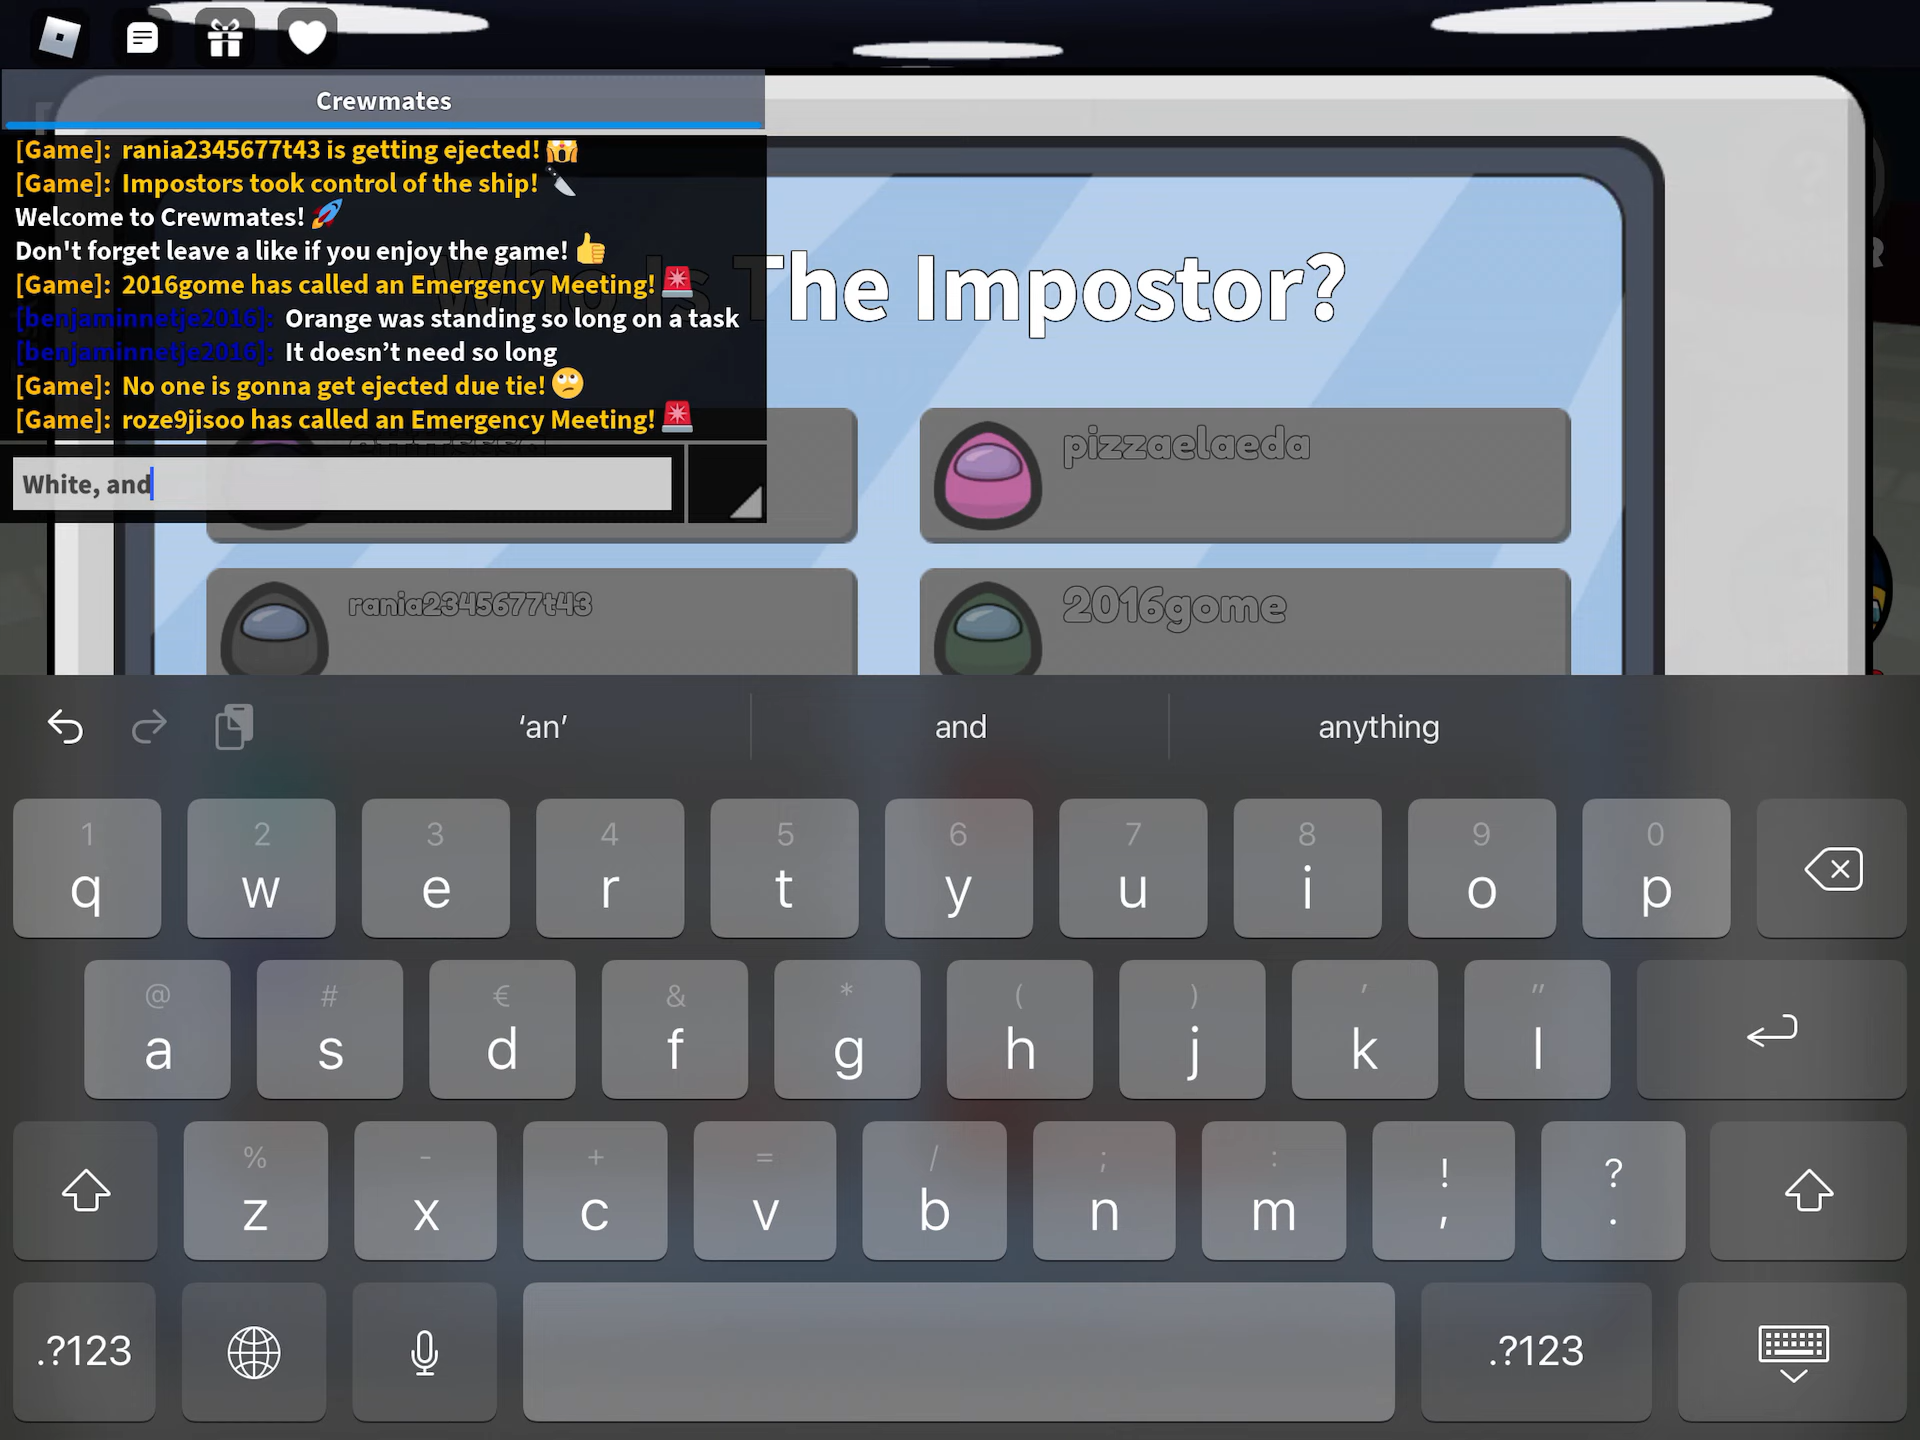 Crewmates
[Game]: rania2345677t43 is getting ejected! 😱
[Game]: Impostors took control of the ship! 🔪
Welcome to Crewmates! 🚀
Don't forget leave a like if you enjoy the game! 👍
[Game]: 2016gome has called an Emergency Meeting! 🚨
[benjaminnetje2016]: Orange was standing so long on a task
[benjaminnetje2016]: It doesn’t need so long
[Game]: No one is gonna get ejected due tie! 🙄
[Game]: roze9jisoo has called an Emergency Meeting! 🚨
White, and
Who Is The Impostor?
pizzaelaeda
rania2345677t43
2016gome
‘an’ and anything
1 2 3 4 5 6 7 8 9 0
q w e r t y u i o p
@ # € & * ( ) ' "
a s d f g h j k l
% - + = / ; : ! ?
z x c v b n m , .
.?123 .?123